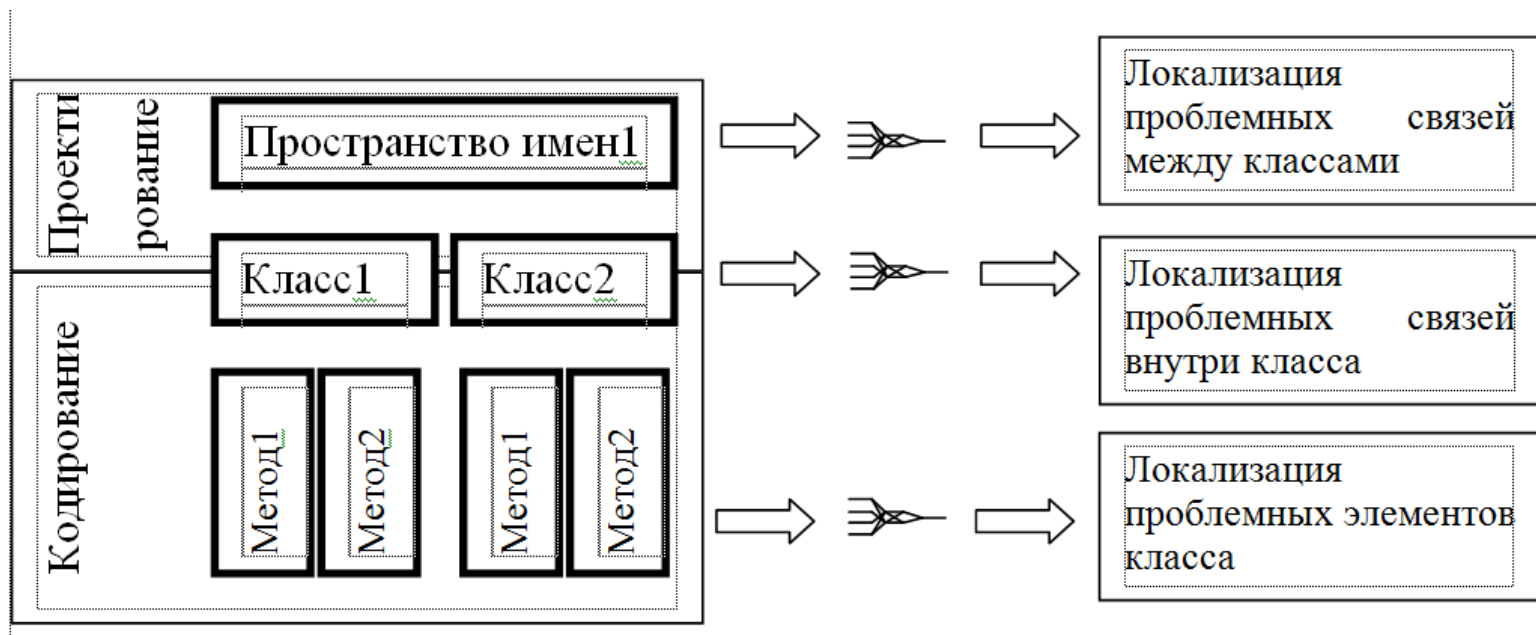 Проекти
рование
Пространство имен1
Класс1
Класс2
Кодирование
Метод1
Метод2
Метод1
Метод2
Локализация
проблемных связей
между классами
Локализация
проблемных связей
внутри класса
Локализация
проблемных элементов
класса